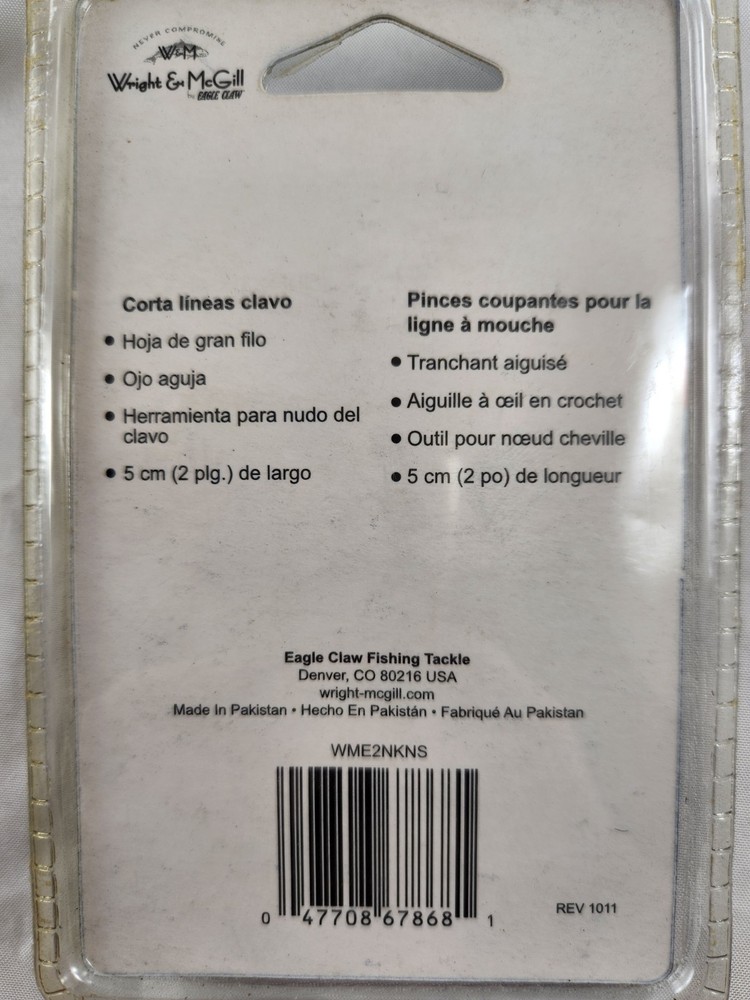 NEVER COMPROMISE
W&M
Wright & McGill
EAGLE CLAW
Corta líneas clavo
• Hoja de gran filo
• Ojo aguja
• Herramienta para nudo del
clavo
• 5 cm (2 plg.) de largo
Pinces coupantes pour la
ligne à mouche
• Tranchant aiguisé
• Aiguille à œil en crochet
• Outil pour nœud cheville
• 5 cm (2 po) de longueur
Eagle Claw Fishing Tackle
Denver, CO 80216 USA
wright-mcgill.com
Made In Pakistan • Hecho En Pakistán • Fabriqué Au Pakistan
WME2NKNS
0 47708 67868 1
REV 1011